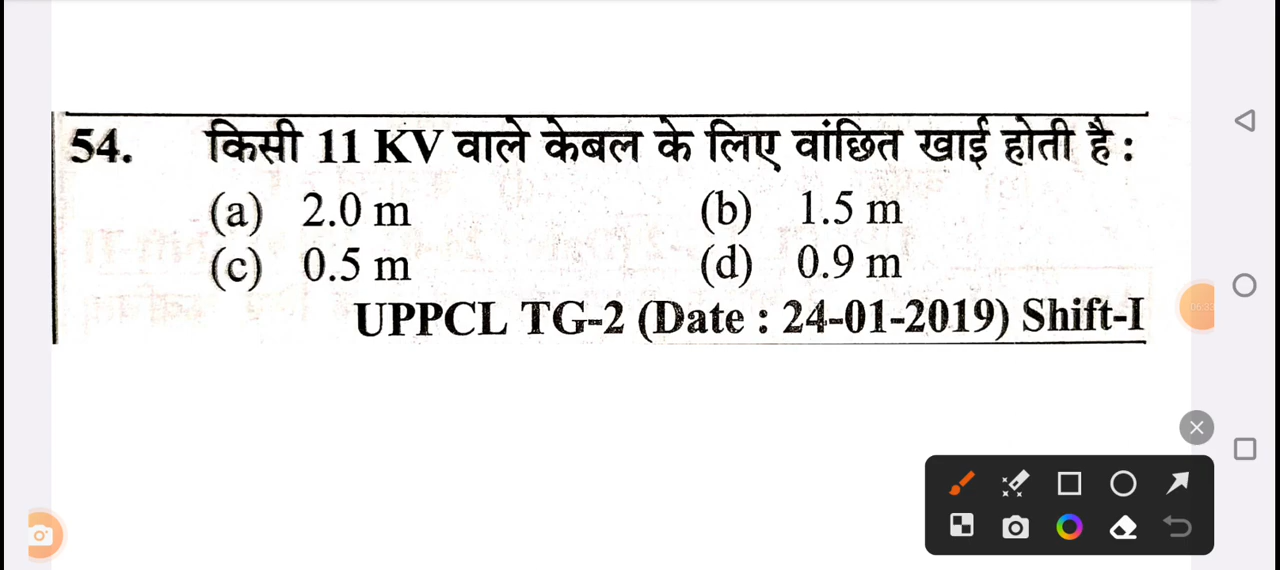 54. किसी 11 KV वाले केबल के लिए वांछित खाई होती है :
(a) 2.0 m (b) 1.5 m
(c) 0.5 m (d) 0.9 m
UPPCL TG-2 (Date : 24-01-2019) Shift-I